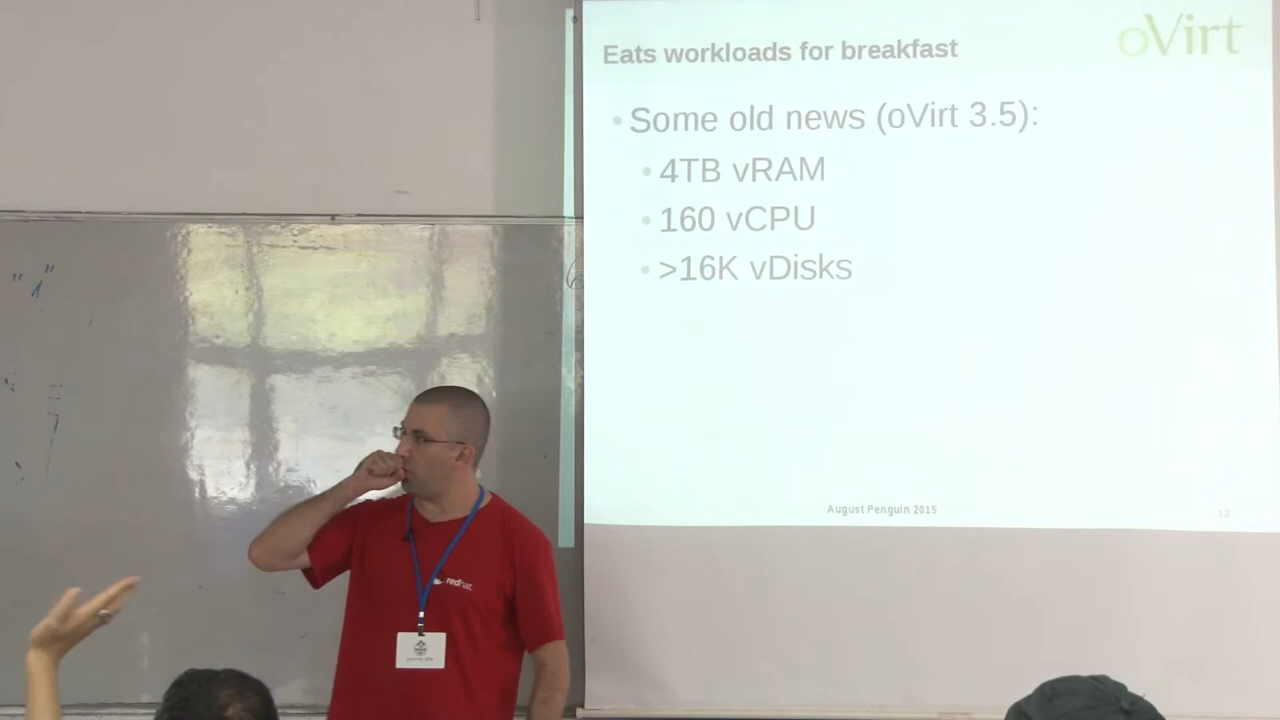 Eats workloads for breakfast
oVirt
• Some old news (oVirt 3.5):
• 4TB vRAM
• 160 vCPU
• >16K vDisks
August Penguin 2015
12
redhat.